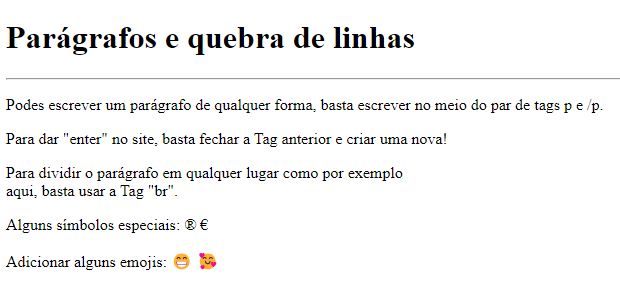 Parágrafos e quebra de linhas
Podes escrever um parágrafo de qualquer forma, basta escrever no meio do par de tags p e /p.
Para dar "enter" no site, basta fechar a Tag anterior e criar uma nova!
Para dividir o parágrafo em qualquer lugar como por exemplo
aqui, basta usar a Tag "br".
Alguns símbolos especiais: ® €
Adicionar alguns emojis: 😁 🥰